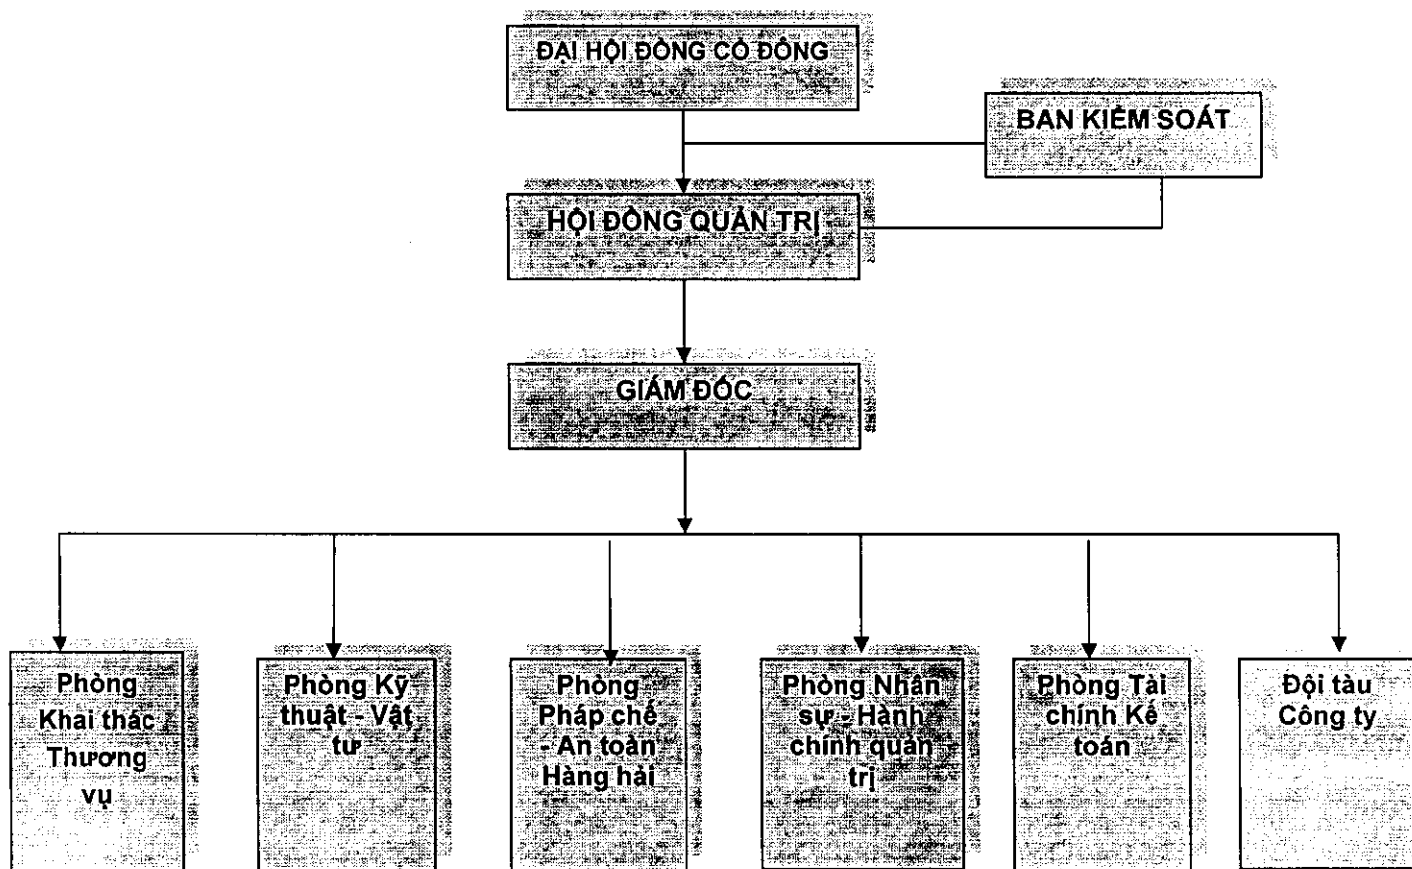 ĐẠI HỘI ĐỒNG CỔ ĐÔNG
BAN KIỂM SOÁT
HỘI ĐỒNG QUẢN TRỊ
GIÁM ĐỐC
Phòng
Khai thác
Thương
vụ
Phòng Kỹ
thuật - Vật
tư
Phòng
Pháp chế
- An toàn
Hàng hải
Phòng Nhân
sự - Hành
chính quản
trị
Phòng Tài
chính Kế
toán
Đội tàu
Công ty